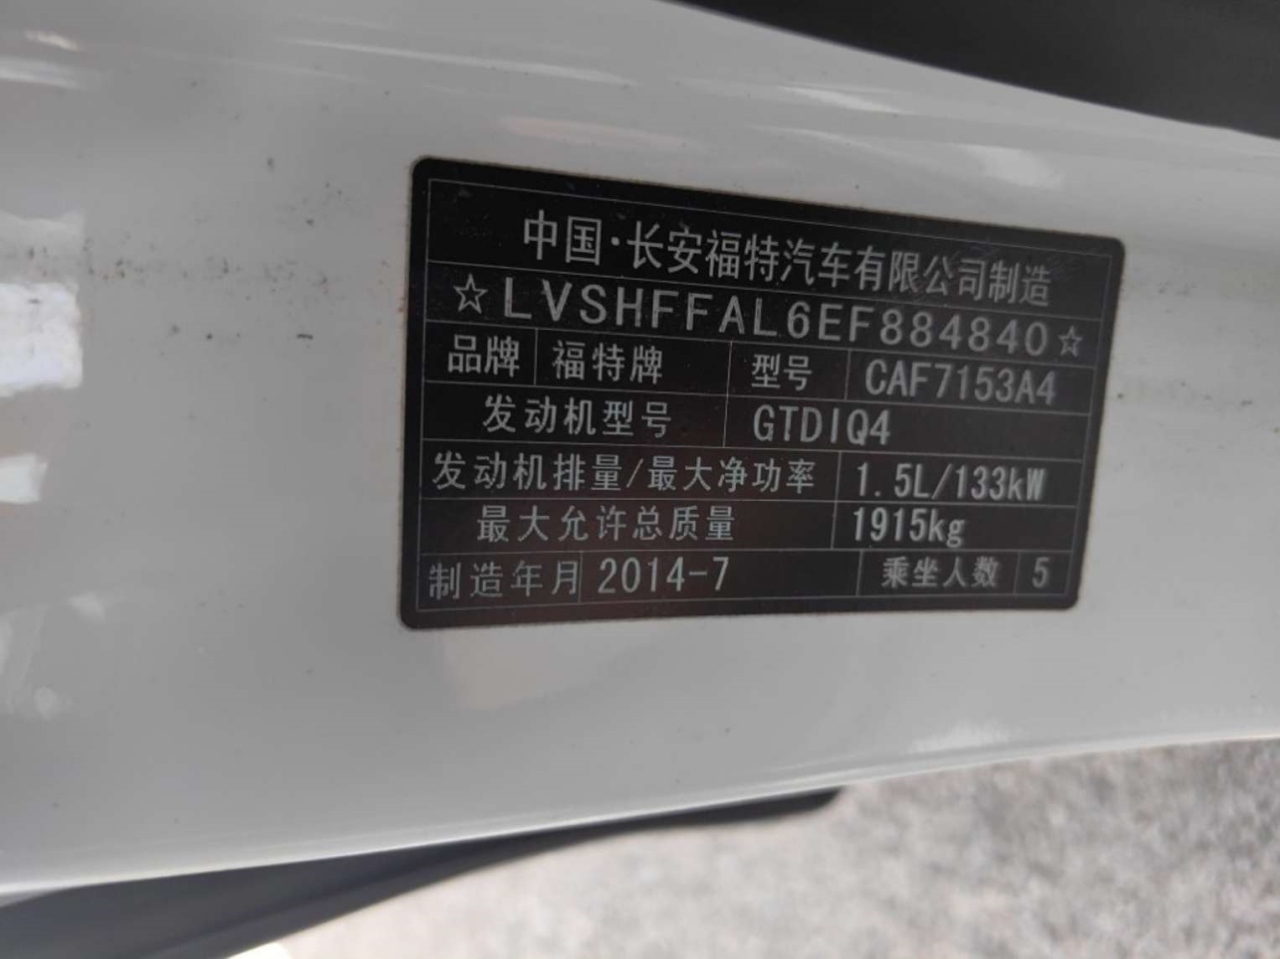 中国·长安福特汽车有限公司制造
☆LVSHFFAL6EF884840☆
品牌 福特牌 型号 CAF7153A4
发动机型号 GTDIQ4
发动机排量/最大净功率 1.5L/133kW
最大允许总质量 1915kg
制造年月 2014-7 乘坐人数 5